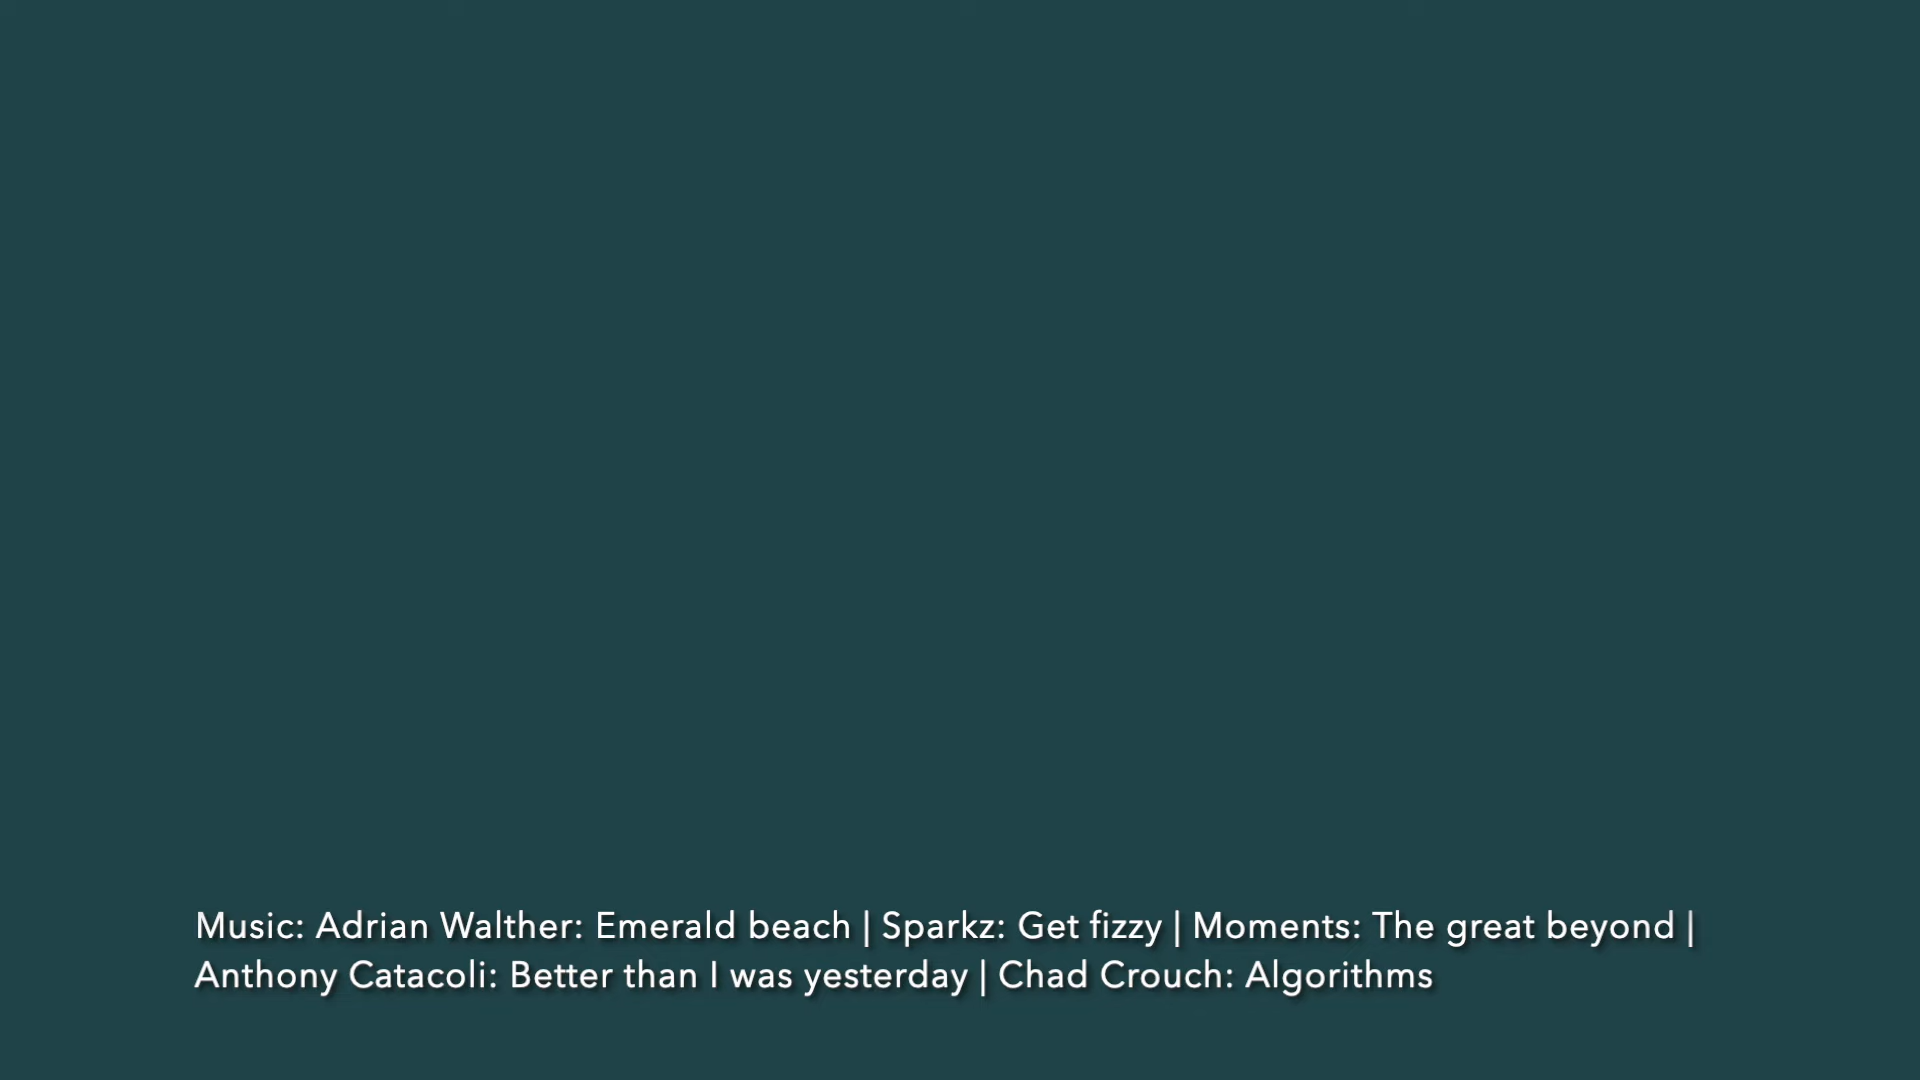 Music: Adrian Walther: Emerald beach | Sparkz: Get fizzy | Moments: The great beyond |
Anthony Catacoli: Better than I was yesterday | Chad Crouch: Algorithms